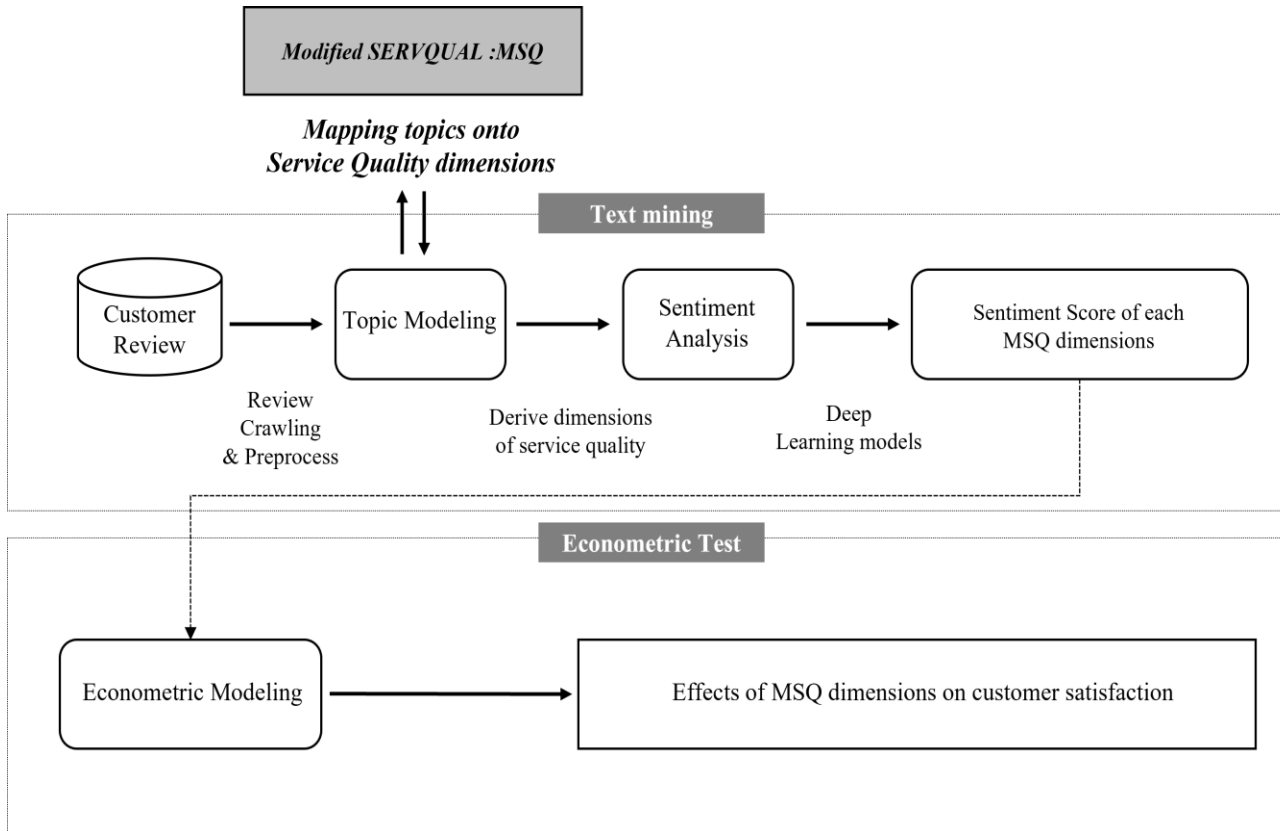 Modified SERVQUAL :MSQ
Mapping topics onto
Service Quality dimensions
Text mining
Customer
Review
Topic Modeling
Sentiment
Analysis
Sentiment Score of each
MSQ dimensions
Review
Crawling
& Preprocess
Derive dimensions
of service quality
Deep
Learning models
Econometric Test
Econometric Modeling
Effects of MSQ dimensions on customer satisfaction